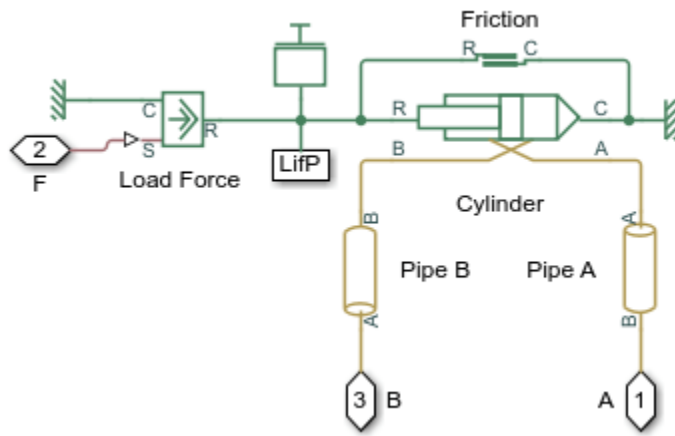 Friction
R
C
C
R
R
C
2
S
F
Load Force
LifP
B
A
Cylinder
B
A
Pipe B
Pipe A
A
B
3
B
A
1